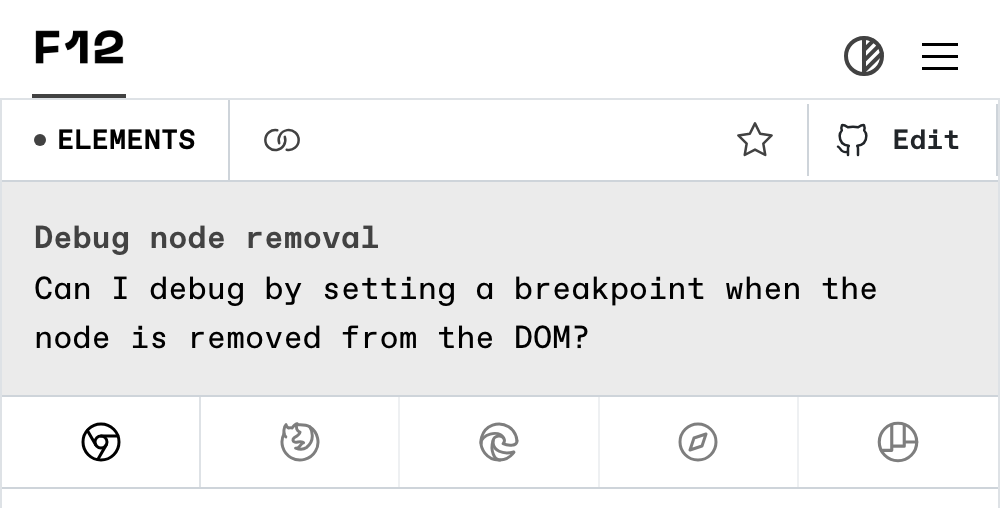 F12
ELEMENTS
Edit
Debug node removal
Can I debug by setting a breakpoint when the
node is removed from the DOM?